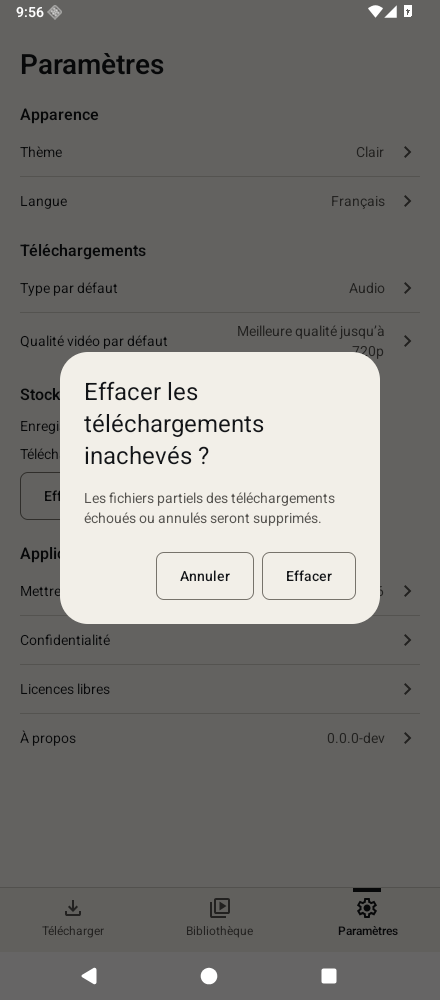 9:56
Paramètres
Apparence
Thème
Clair
Langue
Français
Téléchargements
Type par défaut
Audio
Qualité vidéo par défaut
Meilleure qualité jusqu'à
720p
Effacer les
téléchargements
inachevés ?
Les fichiers partiels des téléchargements
échoués ou annulés seront supprimés.
Annuler
Effacer
Stock
Enregi
Téléch
Eff
Applic
Mettre
Confidentialité
Licences libres
À propos
0.0.0-dev
Télécharger
Bibliothèque
Paramètres